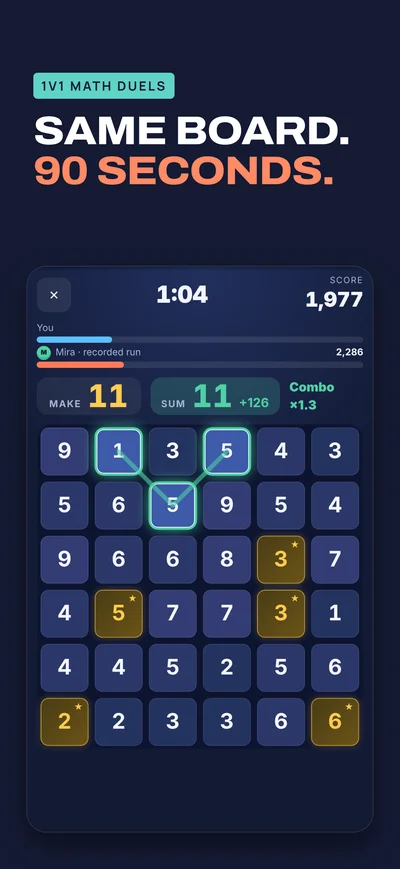 1V1 MATH DUELS
SAME BOARD.
90 SECONDS.
× 1:04 SCORE
1,977
You
M Mira · recorded run 2,286
MAKE 11 SUM 11 +126 Combo
×1.3
9 1 3 5 4 3
5 6 5 9 5 4
9 6 6 8 3 7
4 5 7 7 3 1
4 4 5 2 5 6
2 2 3 3 6 6